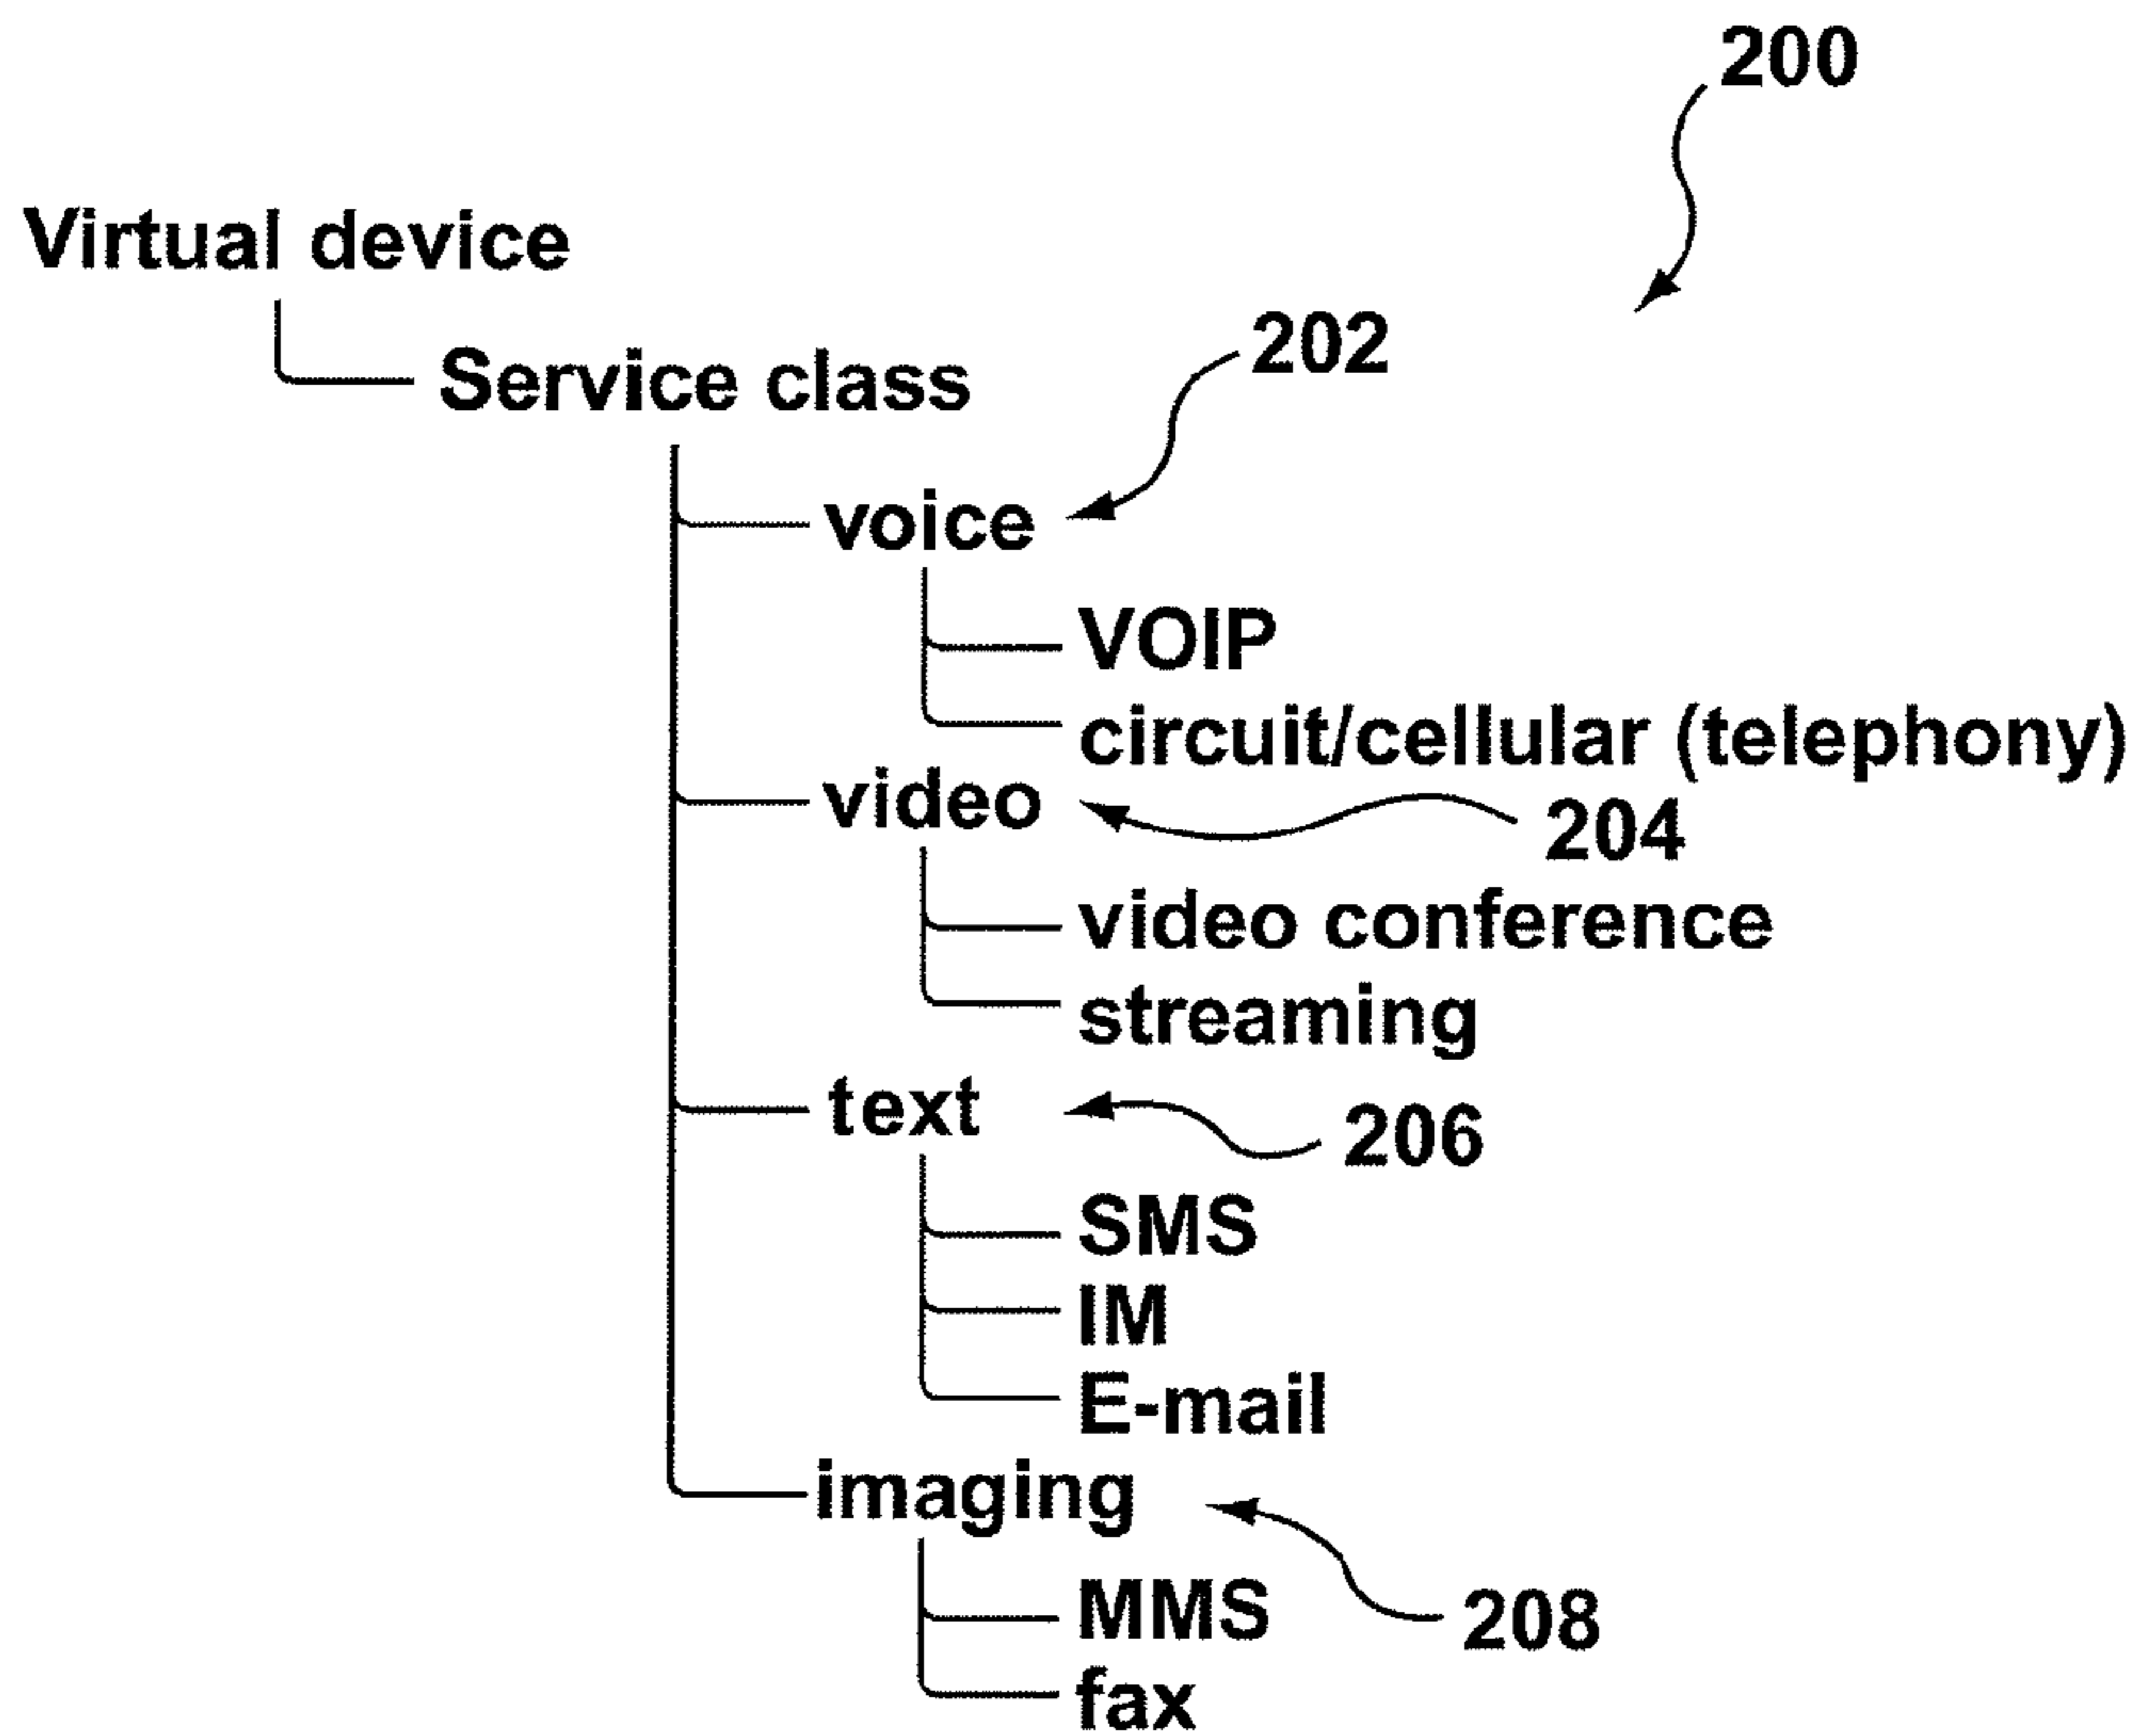 200
Virtual device
202
Service class
voice
VOIP
circuit/cellular (telephony)
video
204
video conference
streaming
text
206
SMS
IM
E-mail
imaging
MMS
208
fax